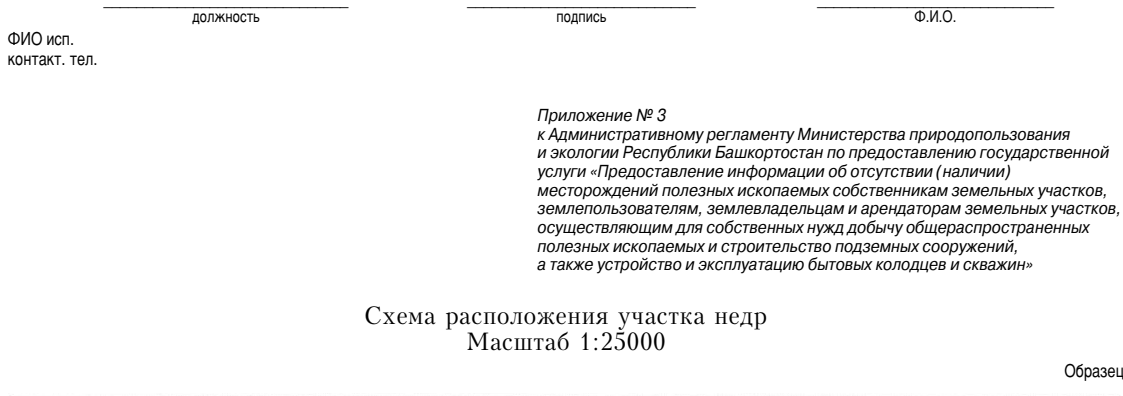 должность подпись Ф.И.О.
ФИО исп.
контакт. тел.
Приложение № 3
к Административному регламенту Министерства природопользования
и экологии Республики Башкортостан по предоставлению государственной
услуги «Предоставление информации об отсутствии (наличии)
месторождений полезных ископаемых собственникам земельных участков,
землепользователям, землевладельцам и арендаторам земельных участков,
осуществляющим для собственных нужд добычу общераспространенных
полезных ископаемых и строительство подземных сооружений,
а также устройство и эксплуатацию бытовых колодцев и скважин»
Схема расположения участка недр
Масштаб 1:25000
Образец